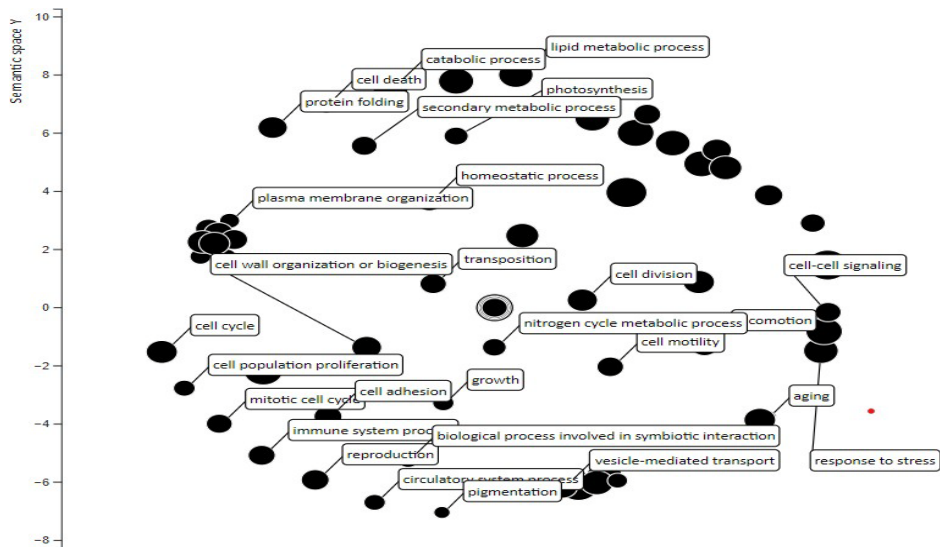 10
Semantic space Y
lipid metabolic process
catabolic process
8
cell death
photosynthesis
protein folding
secondary metabolic process
6
homeostatic process
4
plasma membrane organization
2
transposition
cell-cell signaling
cell wall organization or biogenesis
cell division
0
cell cycle
nitrogen cycle metabolic process
comotion
cell motility
−2
cell population proliferation
growth
cell adhesion
mitotic cell cycle
aging
−4
immune system proc
biological process involved in symbiotic interaction
reproduction
vesicle-mediated transport
response to stress
circulatory system process
−6
pigmentation
−8